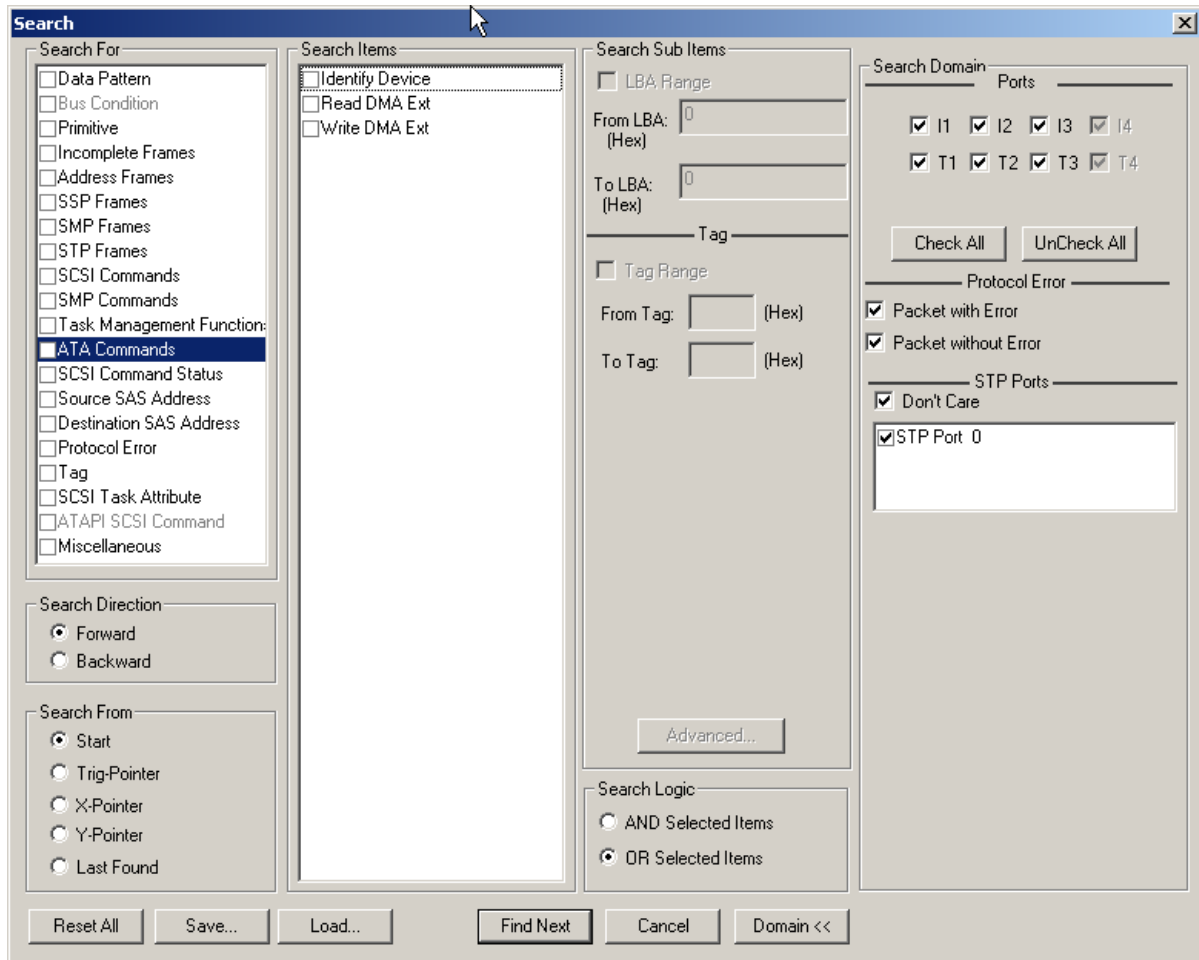 Search
Search For
Data Pattern
Bus Condition
Primitive
Incomplete Frames
Address Frames
SSP Frames
SMP Frames
STP Frames
SCSI Commands
SMP Commands
Task Management Function:
ATA Commands
SCSI Command Status
Source SAS Address
Destination SAS Address
Protocol Error
Tag
SCSI Task Attribute
ATAPI SCSI Command
Miscellaneous
Search Direction
Forward
Backward
Search From
Start
Trig-Pointer
X-Pointer
Y-Pointer
Last Found
Search Items
Identify Device
Read DMA Ext
Write DMA Ext
Search Sub Items
LBA Range
From LBA: 0
(Hex)
To LBA: 0
(Hex)
Tag
Tag Range
From Tag: (Hex)
To Tag: (Hex)
Advanced...
Search Logic
AND Selected Items
OR Selected Items
Search Domain
Ports
I1 I2 I3 I4
T1 T2 T3 T4
Check All UnCheck All
Protocol Error
Packet with Error
Packet without Error
STP Ports
Don't Care
STP Port 0
Reset All Save... Load... Find Next Cancel Domain <<